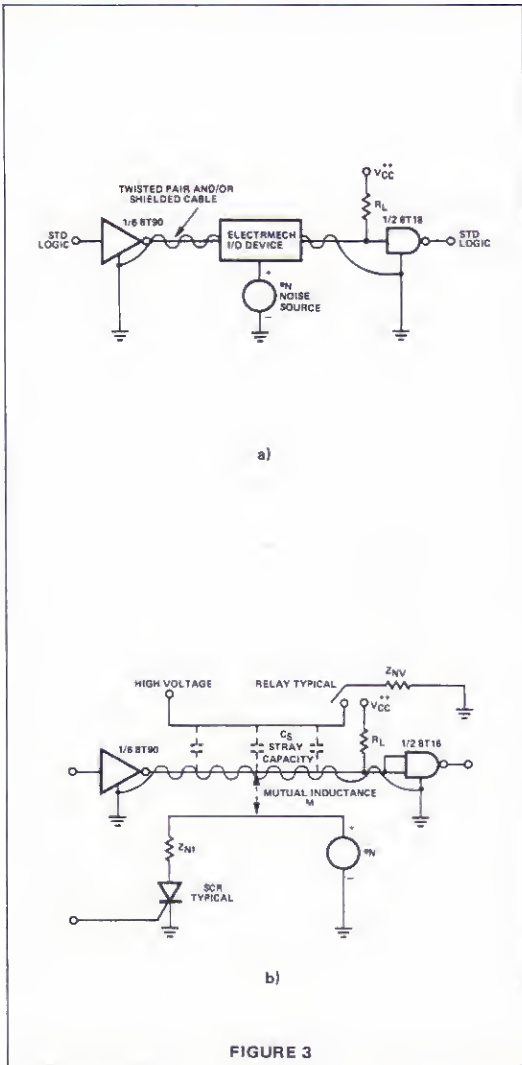 TWISTED PAIR AND/OR
SHIELDED CABLE
1/6 8T90
STD
LOGIC
ELECTRMECH
I/O DEVICE
+
eN
NOISE
SOURCE
–
VCC++
RL
1/2 8T18
STD
LOGIC
a)
HIGH VOLTAGE
RELAY TYPICAL
ZNV
VCC++
CS
STRAY
CAPACITY
RL
1/6 8T90
1/2 8T16
MUTUAL INDUCTANCE
M
ZN1
+
eN
–
SCR
TYPICAL
b)
FIGURE 3